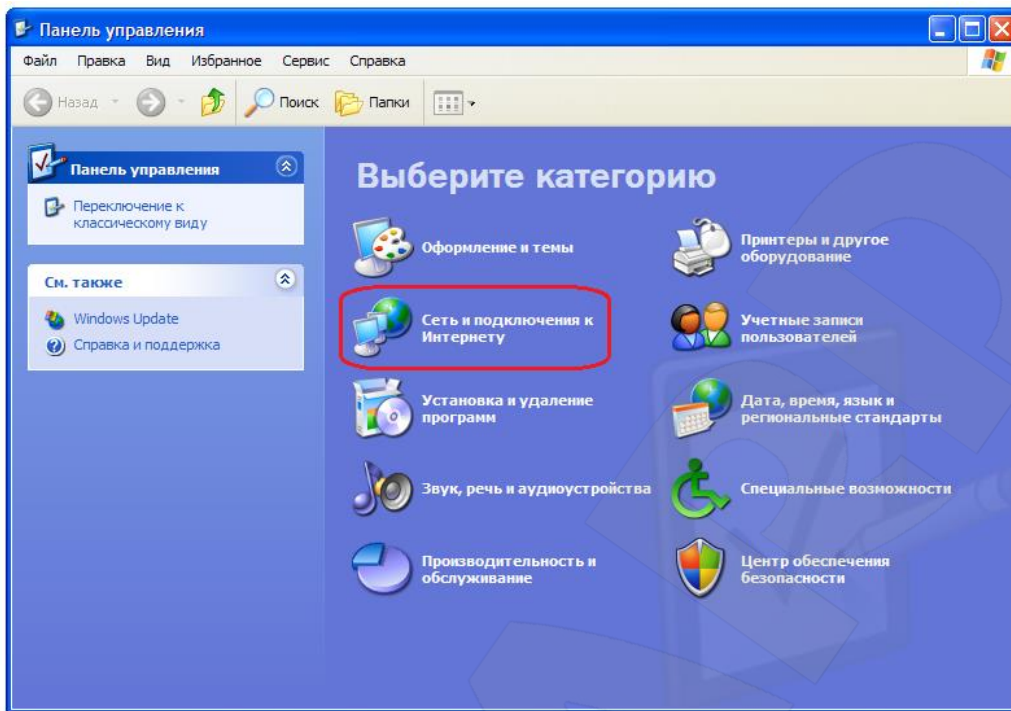 Панель управления
Файл Правка Вид Избранное Сервис Справка
Назад Поиск Папки
Панель управления
Переключение к
классическому виду
См. также
Windows Update
Справка и поддержка
Выберите категорию
Оформление и темы
Принтеры и другое
оборудование
Сеть и подключения к
Интернету
Учетные записи
пользователей
Установка и удаление
программ
Дата, время, язык и
региональные стандарты
Звук, речь и аудиоустройства
Специальные возможности
Производительность и
обслуживание
Центр обеспечения
безопасности